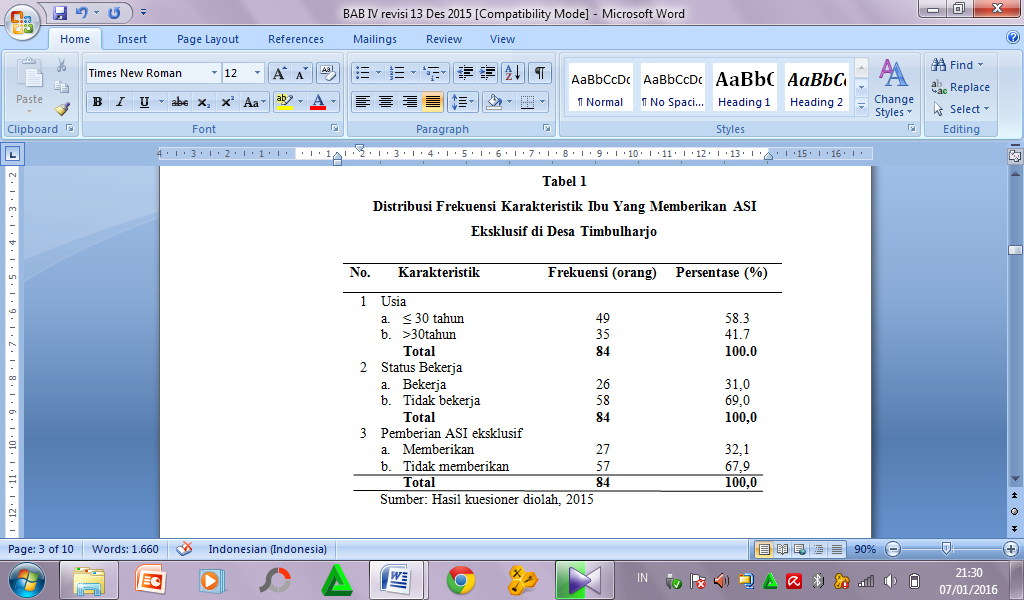 BAB IV revisi 13 Des 2015 [Compatibility Mode] - Microsoft Word
Home Insert Page Layout References Mailings Review View
Paste
Clipboard
Times New Roman 12
Font
Paragraph
AaBbCcDc AaBbCcDc AaBbC AaBbCc
¶ Normal ¶ No Spaci... Heading 1 Heading 2
Change Styles
Styles
Find
Replace
Select
Editing
Tabel 1
Distribusi Frekuensi Karakteristik Ibu Yang Memberikan ASI
Eksklusif di Desa Timbulharjo
No. Karakteristik Frekuensi (orang) Persentase (%)
1 Usia
a. ≤ 30 tahun 49 58.3
b. >30tahun 35 41.7
Total 84 100.0
2 Status Bekerja
a. Bekerja 26 31,0
b. Tidak bekerja 58 69,0
Total 84 100,0
3 Pemberian ASI eksklusif
a. Memberikan 27 32,1
b. Tidak memberikan 57 67,9
Total 84 100,0
Sumber: Hasil kuesioner diolah, 2015
Page: 3 of 10 Words: 1.660 Indonesian (Indonesia) 90%
IN 21:30
07/01/2016